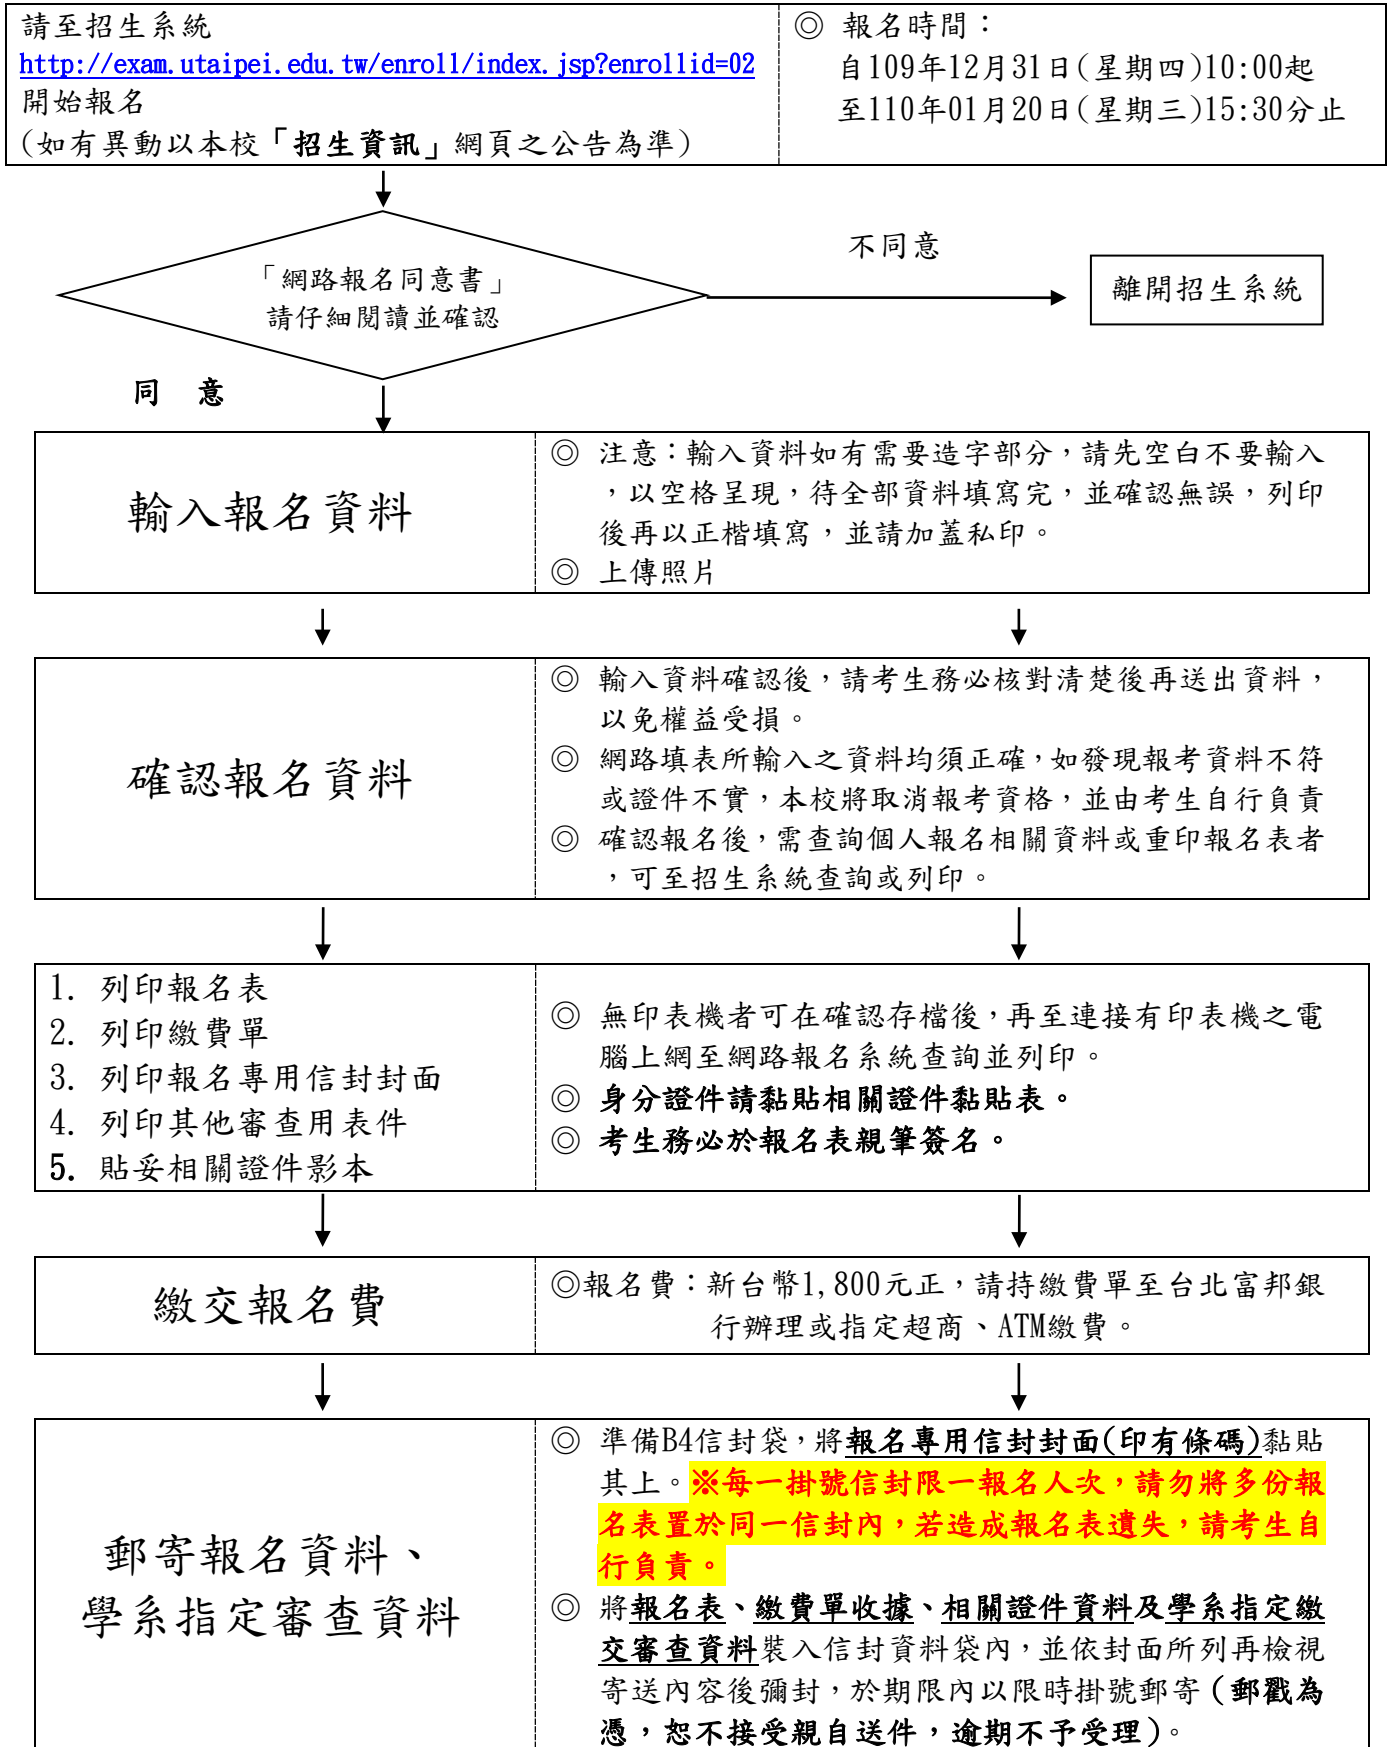 請至招生系統
http://exam.utaipei.edu.tw/enroll/index.jsp?enrollid=02
開始報名
(如有異動以本校「招生資訊」網頁之公告為準)
◎ 報名時間：
自109年12月31日(星期四)10:00起
至110年01月20日(星期三)15:30分止
「網路報名同意書」
請仔細閱讀並確認
不同意
離開招生系統
同 意
輸入報名資料
◎ 注意：輸入資料如有需要造字部分，請先空白不要輸入
，以空格呈現，待全部資料填寫完，並確認無誤，列印
後再以正楷填寫，並請加蓋私印。
◎ 上傳照片
確認報名資料
◎ 輸入資料確認後，請考生務必核對清楚後再送出資料，
以免權益受損。
◎ 網路填表所輸入之資料均須正確，如發現報考資料不符
或證件不實，本校將取消報考資格，並由考生自行負責
◎ 確認報名後，需查詢個人報名相關資料或重印報名表者
，可至招生系統查詢或列印。
1. 列印報名表
2. 列印繳費單
3. 列印報名專用信封封面
4. 列印其他審查用表件
5. 貼妥相關證件影本
◎ 無印表機者可在確認存檔後，再至連接有印表機之電
腦上網至網路報名系統查詢並列印。
◎ 身分證件請黏貼相關證件黏貼表。
◎ 考生務必於報名表親筆簽名。
繳交報名費
◎報名費：新台幣1,800元正，請持繳費單至台北富邦銀
行辦理或指定超商、ATM繳費。
郵寄報名資料、
學系指定審查資料
◎ 準備B4信封袋，將報名專用信封封面(印有條碼)黏貼
其上。※每一掛號信封限一報名人次，請勿將多份報
名表置於同一信封內，若造成報名表遺失，請考生自
行負責。
◎ 將報名表、繳費單收據、相關證件資料及學系指定繳
交審查資料裝入信封資料袋內，並依封面所列再檢視
寄送內容後彌封，於期限內以限時掛號郵寄(郵戳為
憑，恕不接受親自送件，逾期不予受理)。